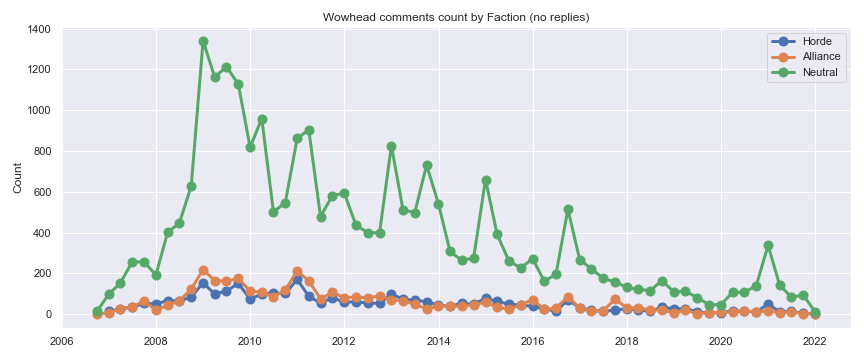 Wowhead comments count by Faction (no replies)
Horde
Alliance
Neutral
Count
1400
1200
1000
800
600
400
200
0
2006 2008 2010 2012 2014 2016 2018 2020 2022